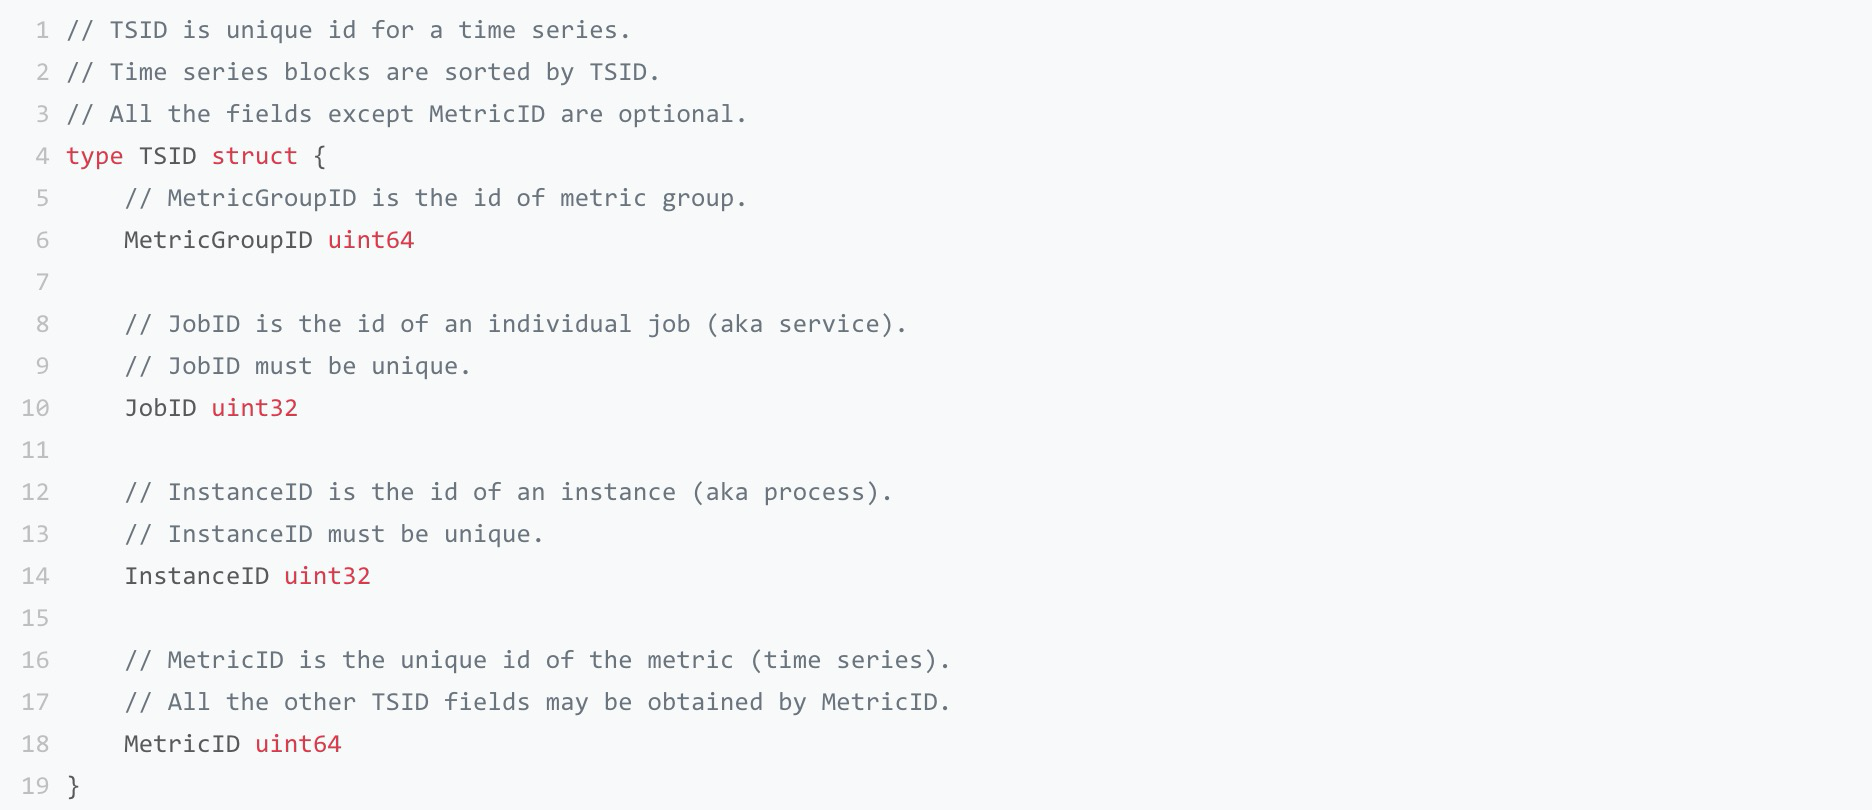 1 // TSID is unique id for a time series.
2 // Time series blocks are sorted by TSID.
3 // All the fields except MetricID are optional.
4 type TSID struct {
5     // MetricGroupID is the id of metric group.
6     MetricGroupID uint64
7
8     // JobID is the id of an individual job (aka service).
9     // JobID must be unique.
10     JobID uint32
11
12     // InstanceID is the id of an instance (aka process).
13     // InstanceID must be unique.
14     InstanceID uint32
15
16     // MetricID is the unique id of the metric (time series).
17     // All the other TSID fields may be obtained by MetricID.
18     MetricID uint64
19 }